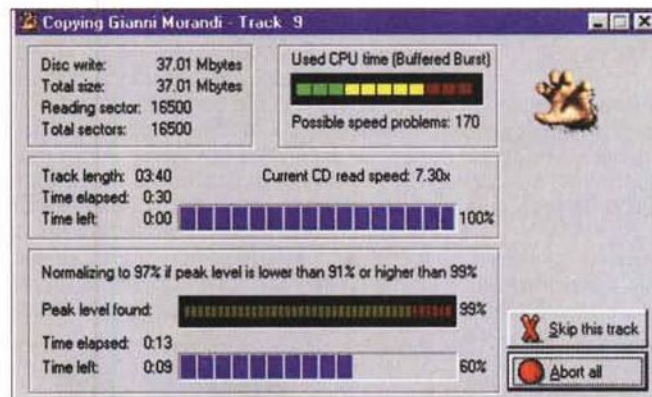 Copying Gianni Morandi - Track 9
Disc write: 37.01 Mbytes
Total size: 37.01 Mbytes
Reading sector: 16500
Total sectors: 16500
Used CPU time (Buffered Burst)
Possible speed problems: 170
Track length: 03:40 Current CD read speed: 7.30x
Time elapsed: 0:30
Time left: 0:00 100%
Normalizing to 97% if peak level is lower than 91% or higher than 99%
Peak level found: 99%
Time elapsed: 0:13
Time left: 0:09 60%
Skip this track
Abort all